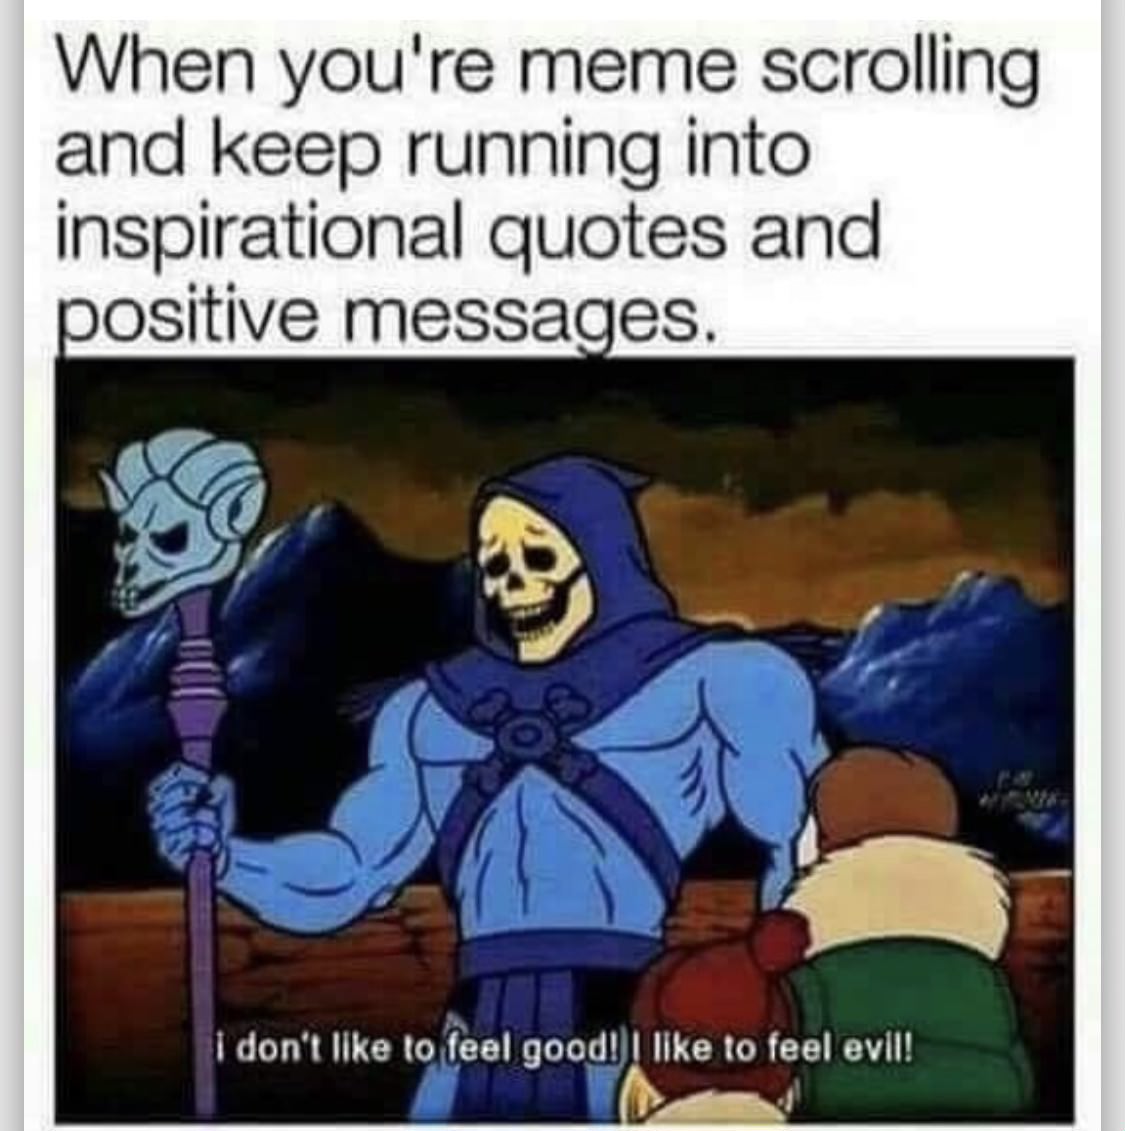 When you're meme scrolling
and keep running into
inspirational quotes and
positive messages.
i don't like to feel good! I like to feel evil!